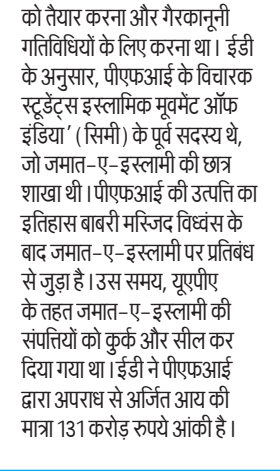 को तैयार करना और गैरकानूनी
गतिविधियों के लिए करना था। ईडी
के अनुसार, पीएफआई के विचारक
स्टूडेंट्स इस्लामिक मूवमेंट ऑफ
इंडिया' (सिमी) के पूर्व सदस्य थे,
जो जमात-ए-इस्लामी की छात्र
शाखा थी।पीएफआई की उत्पत्ति का
इतिहास बाबरी मस्जिद विध्वंस के
बाद जमात-ए-इस्लामी पर प्रतिबंध
से जुड़ा है।उस समय, यूएपीए
के तहत जमात-ए-इस्लामी की
संपत्तियों को कुर्क और सील कर
दिया गया था।ईडी ने पीएफआई
द्वारा अपराध से अर्जित आय की
मात्रा 131 करोड़ रुपये आंकी है।